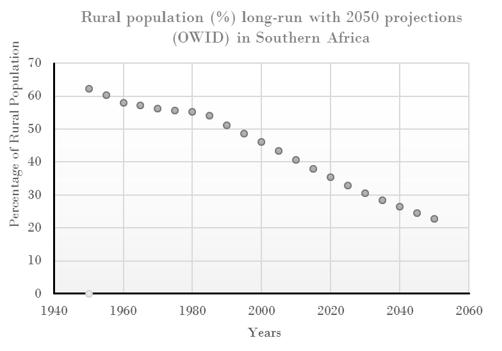 Rural population (%) long-run with 2050 projections
(OWID) in Southern Africa
Percentage of Rural Population
70
60
50
40
30
20
10
0
1940 1960 1980 2000 2020 2040 2060
Years